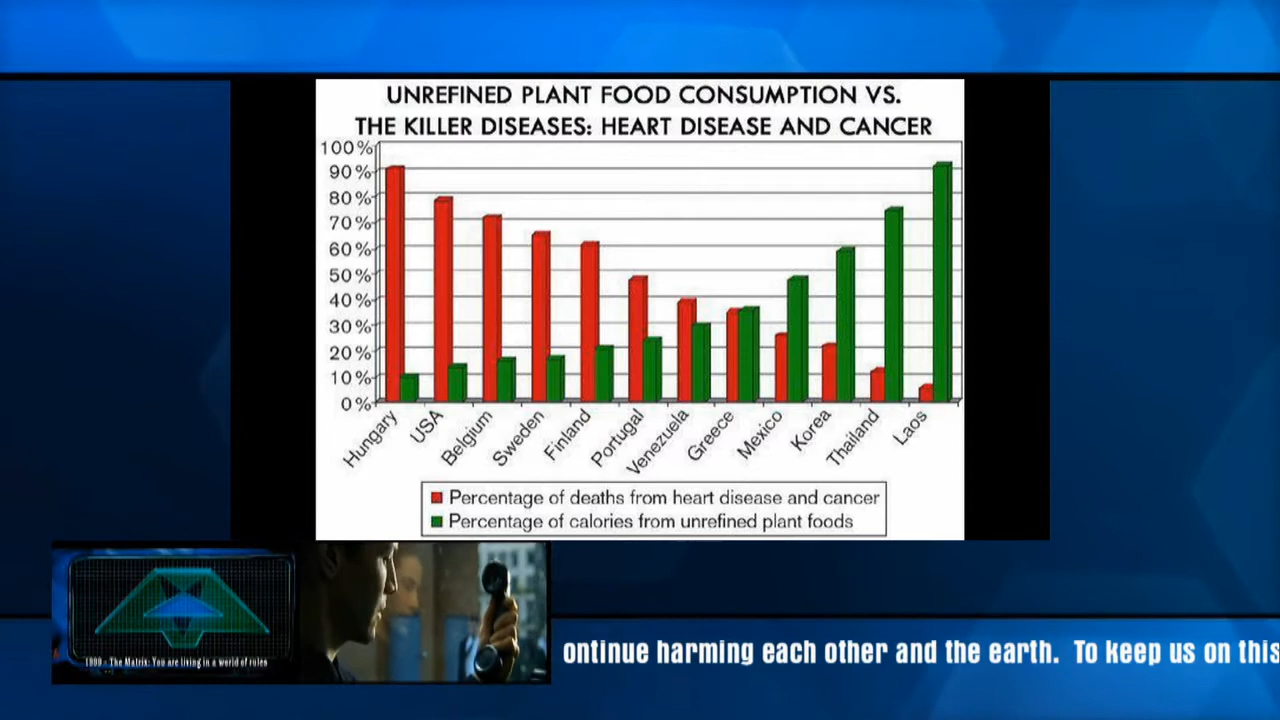 UNREFINED PLANT FOOD CONSUMPTION VS.
THE KILLER DISEASES: HEART DISEASE AND CANCER
100%
90%
80%
70%
60%
50%
40%
30%
20%
10%
0%
Hungary
USA
Belgium
Sweden
Finland
Portugal
Venezuela
Greece
Mexico
Korea
Thailand
Laos
Percentage of deaths from heart disease and cancer
Percentage of calories from unrefined plant foods
1999 - The Matrix: You are living in a world of rules
ontinue harming each other and the earth. To keep us on this